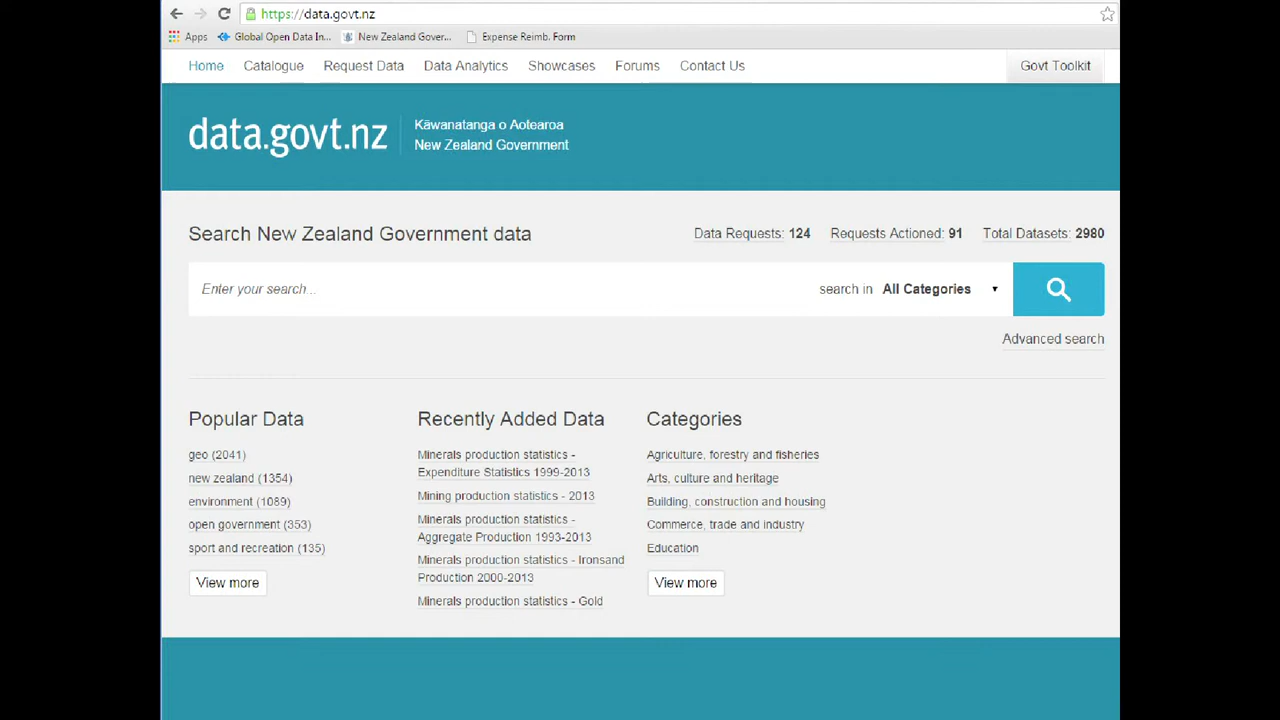 https://data.govt.nz
Apps Global Open Data In... New Zealand Gover... Expense Reimb. Form
Home Catalogue Request Data Data Analytics Showcases Forums Contact Us Govt Toolkit
data.govt.nz
Kāwanatanga o Aotearoa
New Zealand Government
Search New Zealand Government data
Data Requests: 124 Requests Actioned: 91 Total Datasets: 2980
Enter your search... search in All Categories
Advanced search
Popular Data
geo (2041)
new zealand (1354)
environment (1089)
open government (353)
sport and recreation (135)
View more
Recently Added Data
Minerals production statistics -
Expenditure Statistics 1999-2013
Mining production statistics - 2013
Minerals production statistics -
Aggregate Production 1993-2013
Minerals production statistics - Ironsand
Production 2000-2013
Minerals production statistics - Gold
Categories
Agriculture, forestry and fisheries
Arts, culture and heritage
Building, construction and housing
Commerce, trade and industry
Education
View more